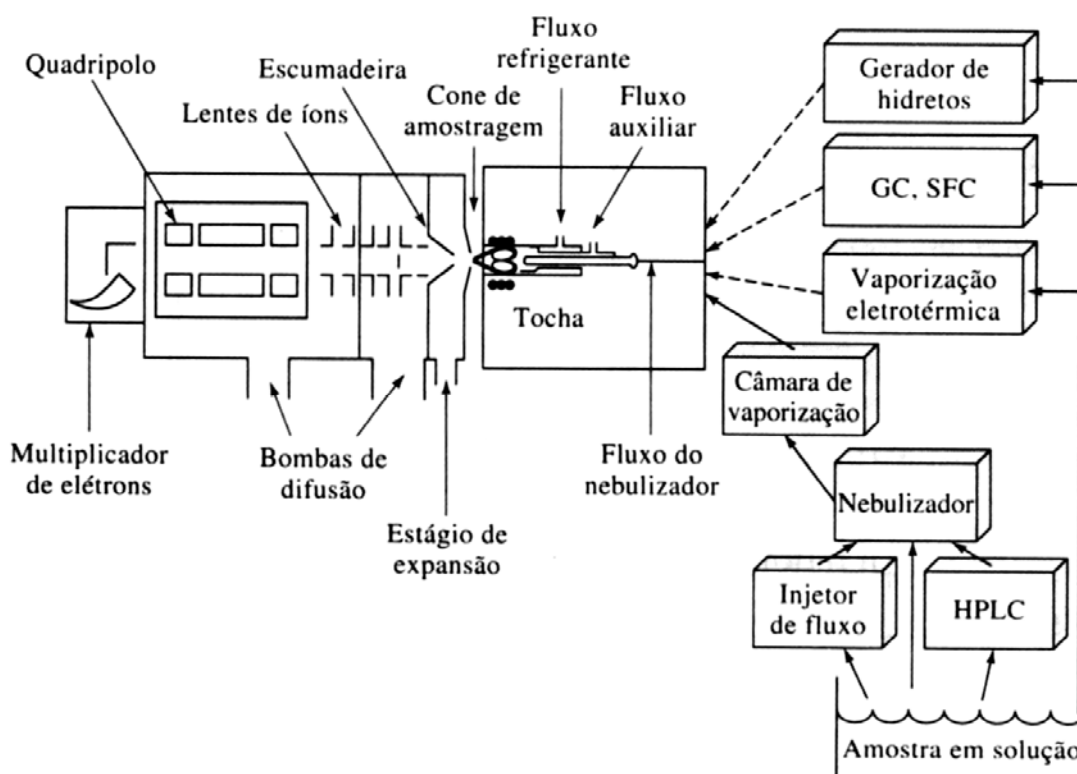 Fluxo
refrigerante
Quadripolo
Escumadeira
Lentes de íons
Cone de
amostragem
Fluxo
auxiliar
Gerador de
hidretos
GC, SFC
Vaporização
eletrotérmica
Tocha
Câmara de
vaporização
Multiplicador
de elétrons
Bombas de
difusão
Fluxo do
nebulizador
Estágio de
expansão
Nebulizador
Injetor
de fluxo
HPLC
Amostra em solução